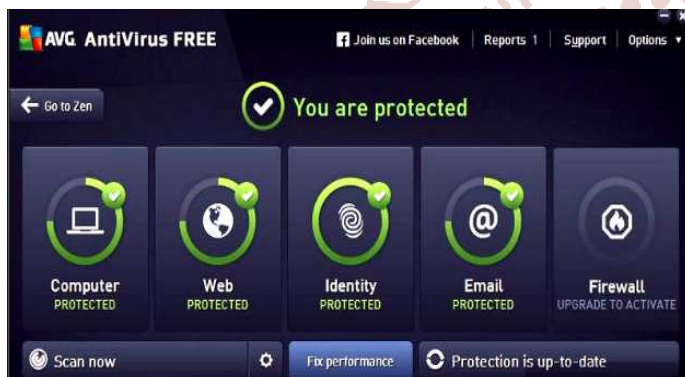 AVG. AntiVirus FREE
Join us on Facebook
Reports 1
Support
Options
Go to Zen
You are protected
Computer
PROTECTED
Web
PROTECTED
Identity
PROTECTED
@
Email
PROTECTED
Firewall
UPGRADE TO ACTIVATE
Scan now
Fix performance
Protection is up-to-date